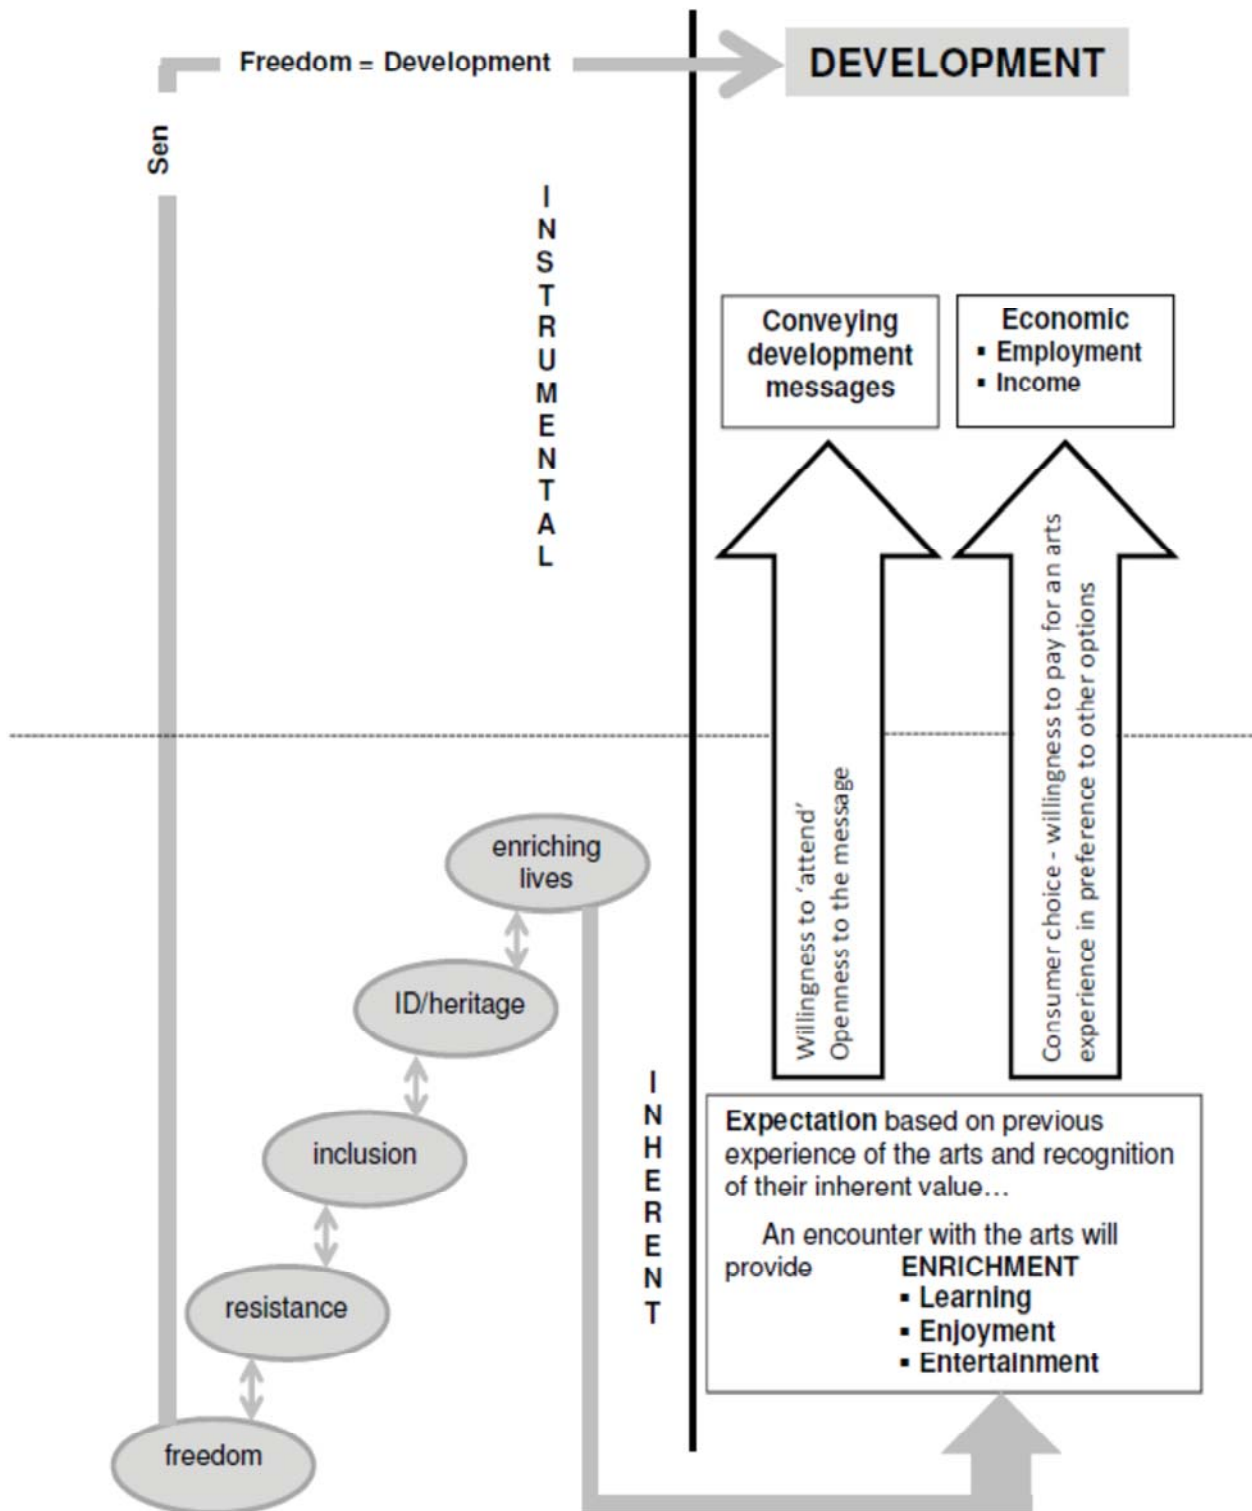 Freedom = Development
DEVELOPMENT
Sen
INSTRUMENTAL
Conveying
development
messages
Economic
▪ Employment
▪ Income
Willingness to ‘attend’
Openness to the message
Consumer choice - willingness to pay for an arts
experience in preference to other options
enriching
lives
ID/heritage
inclusion
resistance
freedom
INHERENT
Expectation based on previous
experience of the arts and recognition
of their inherent value…
An encounter with the arts will
provide ENRICHMENT
▪ Learning
▪ Enjoyment
▪ Entertainment